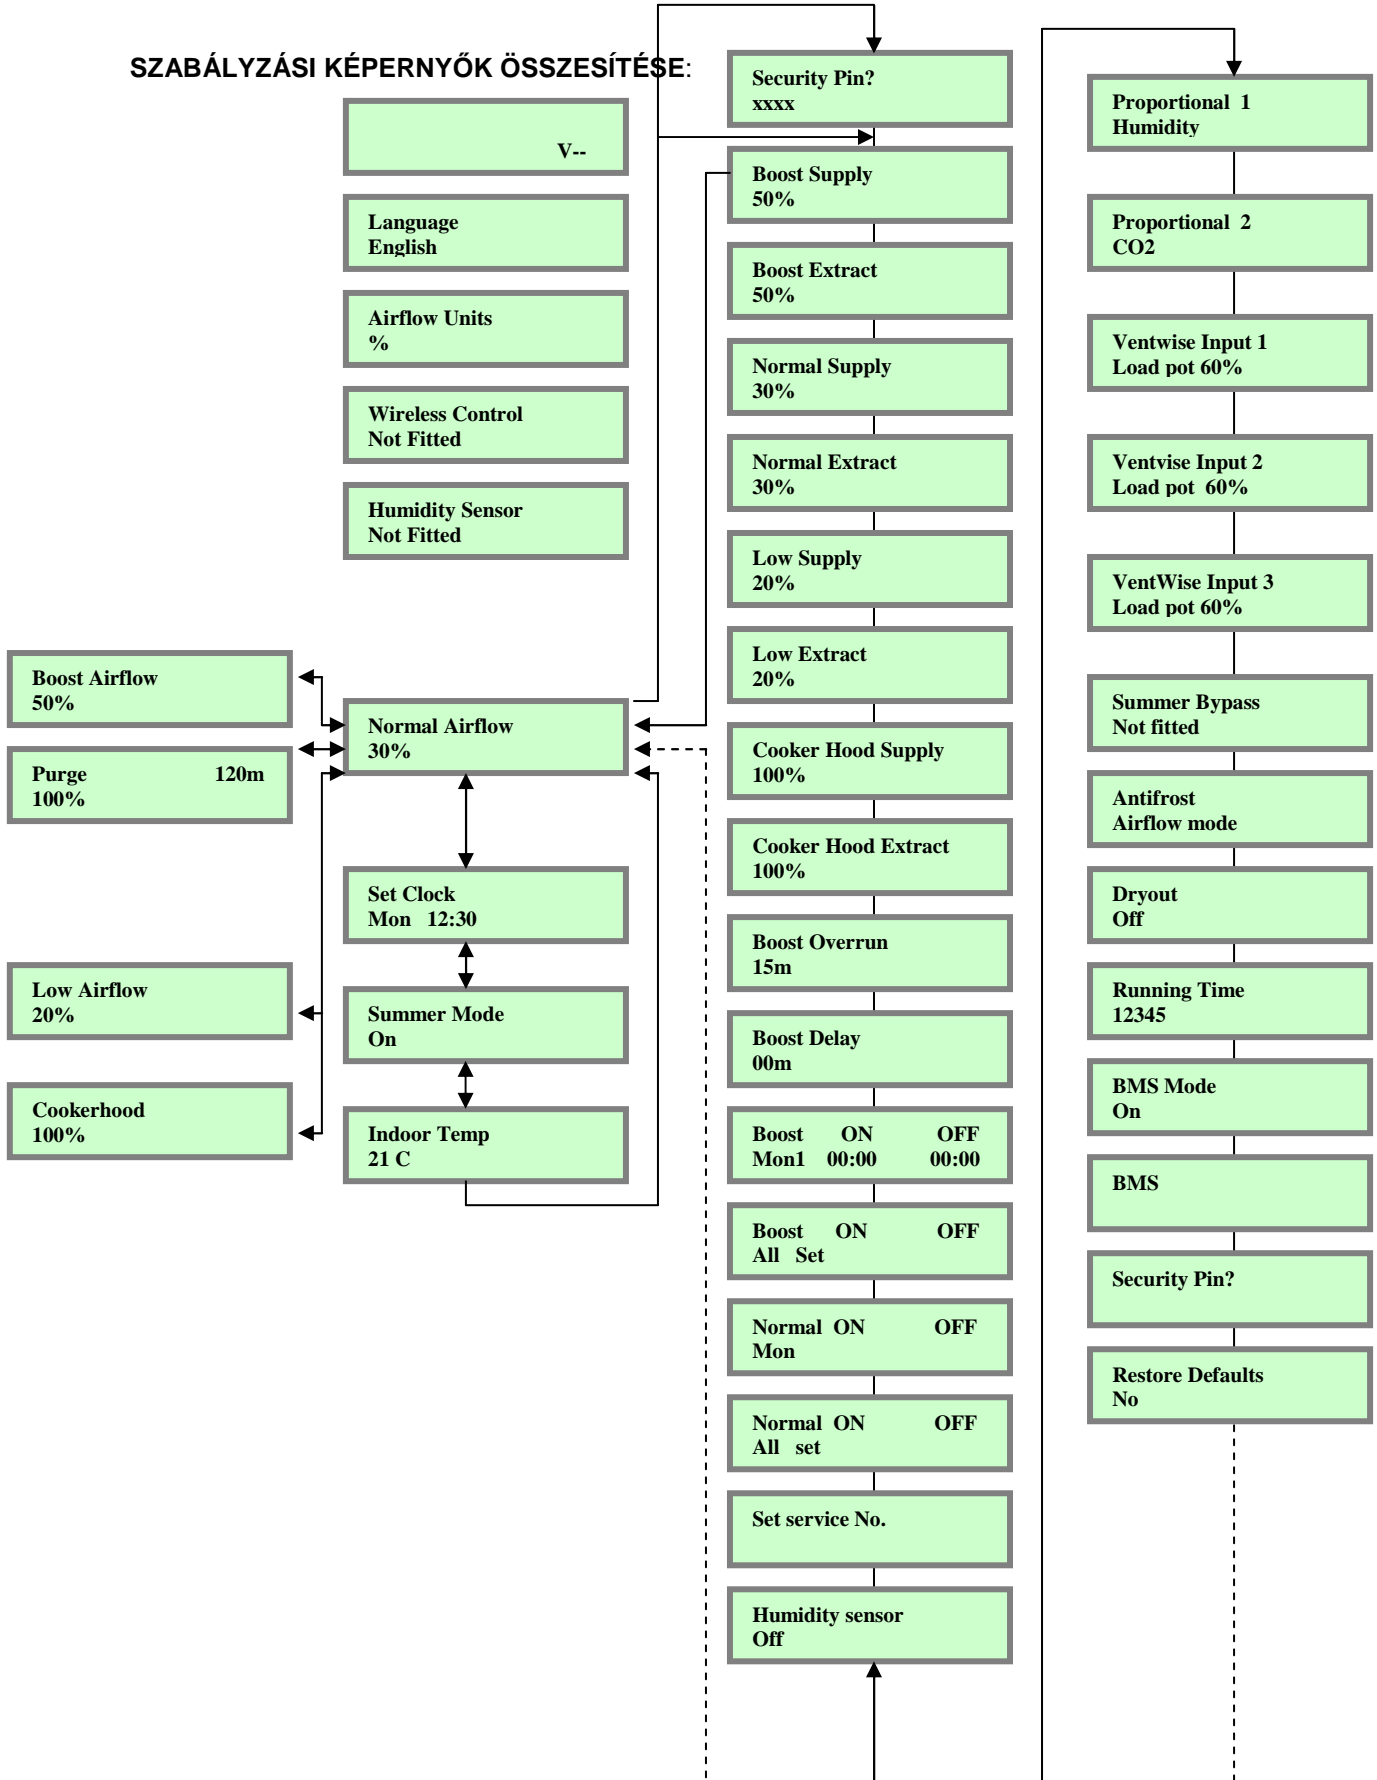 SZABÁLYZÁSI KÉPERNYŐK ÖSSZESÍTÉSE:
V--
Language
English
Airflow Units
%
Wireless Control
Not Fitted
Humidity Sensor
Not Fitted
Boost Airflow
50%
Purge 120m
100%
Low Airflow
20%
Cookerhood
100%
Normal Airflow
30%
Set Clock
Mon 12:30
Summer Mode
On
Indoor Temp
21 C
Security Pin?
xxxx
Boost Supply
50%
Boost Extract
50%
Normal Supply
30%
Normal Extract
30%
Low Supply
20%
Low Extract
20%
Cooker Hood Supply
100%
Cooker Hood Extract
100%
Boost Overrun
15m
Boost Delay
00m
Boost ON OFF
Mon1 00:00 00:00
Boost ON OFF
All Set
Normal ON OFF
Mon
Normal ON OFF
All set
Set service No.
Humidity sensor
Off
Proportional 1
Humidity
Proportional 2
CO2
Ventwise Input 1
Load pot 60%
Ventvise Input 2
Load pot 60%
VentWise Input 3
Load pot 60%
Summer Bypass
Not fitted
Antifrost
Airflow mode
Dryout
Off
Running Time
12345
BMS Mode
On
BMS
Security Pin?
Restore Defaults
No